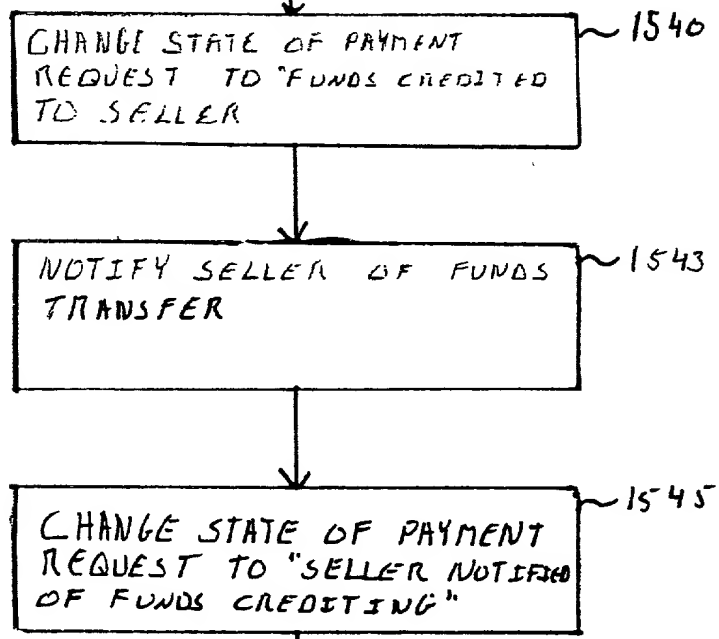 CHANGE STATE OF PAYMENT
REQUEST TO "FUNDS CREDITED
TO SELLER
1540
NOTIFY SELLER OF FUNDS
TRANSFER
1543
CHANGE STATE OF PAYMENT
REQUEST TO "SELLER NOTIFIED
OF FUNDS CREDITING"
1545